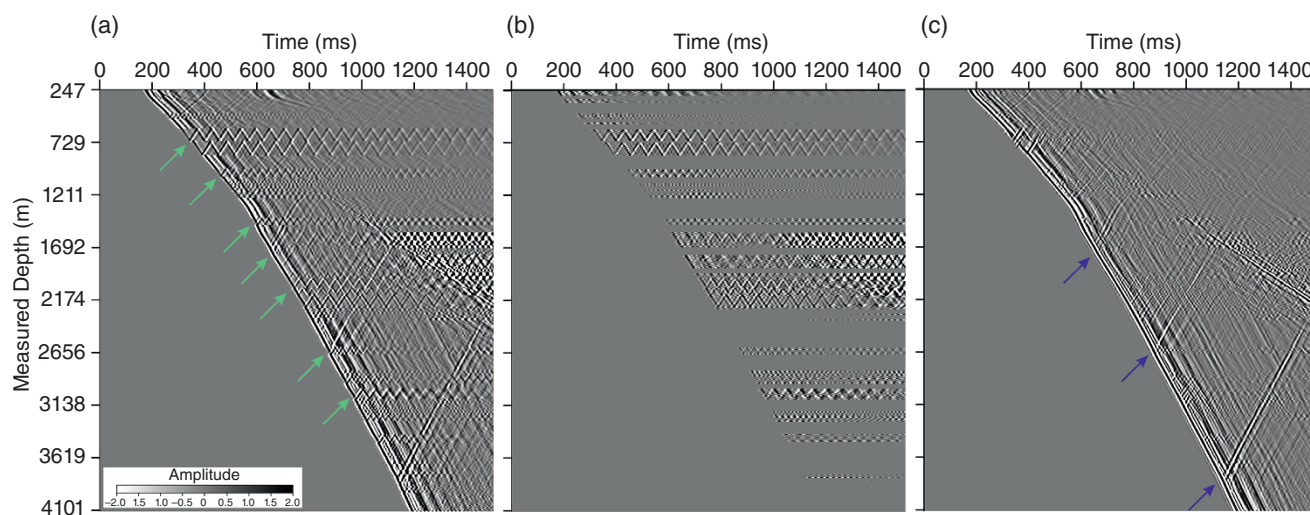 (a)
Time (ms)
0 200 400 600 800 1000 1200 1400
(b)
Time (ms)
0 200 400 600 800 1000 1200 1400
(c)
Time (ms)
0 200 400 600 800 1000 1200 140
Measured Depth (m)
247
729
1211
1692
2174
2656
3138
3619
4101
Amplitude
−2.0 1.5 −1.0 −0.5 0 0.5 1.0 1.5 2.0